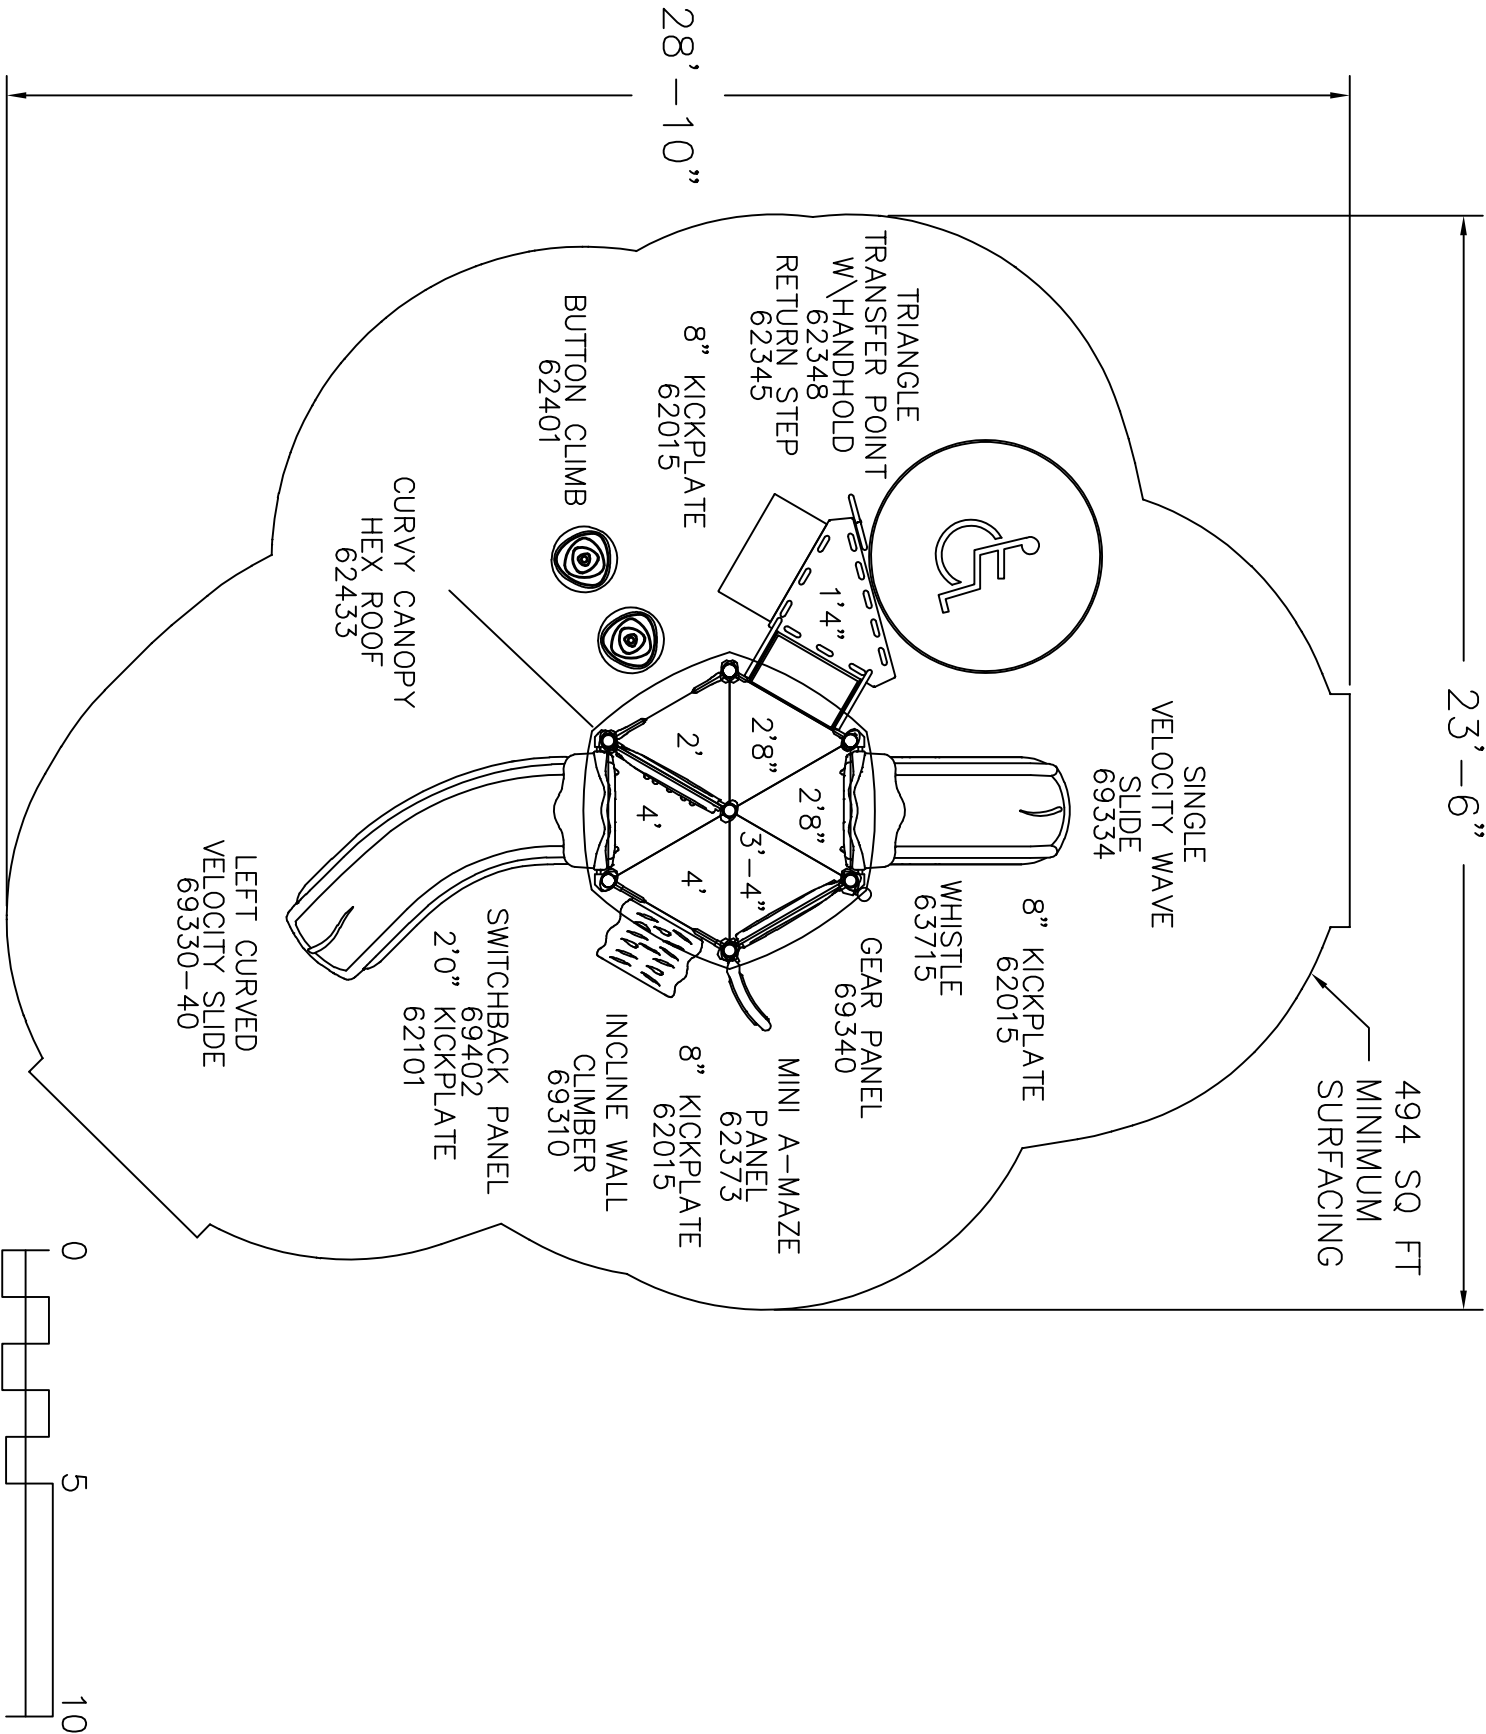 28'-10"
23'-6"
494 SQ FT
MINIMUM
SURFACING
SINGLE
VELOCITY WAVE
SLIDE
69334
TRIANGLE
TRANSFER POINT
W\HANDHOLD
62348
RETURN STEP
62345
8" KICKPLATE
62015
BUTTON CLIMB
62401
CURVY CANOPY
HEX ROOF
62433
1'4"
2'8"
2'8"
2'
3'-4"
4'
4'
8" KICKPLATE
62015
WHISTLE
63715
GEAR PANEL
69340
MINI A-MAZE
PANEL
62373
8" KICKPLATE
62015
INCLINE WALL
CLIMBER
69310
SWITCHBACK PANEL
69402
2'0" KICKPLATE
62101
LEFT CURVED
VELOCITY SLIDE
69330-40
0
5
10